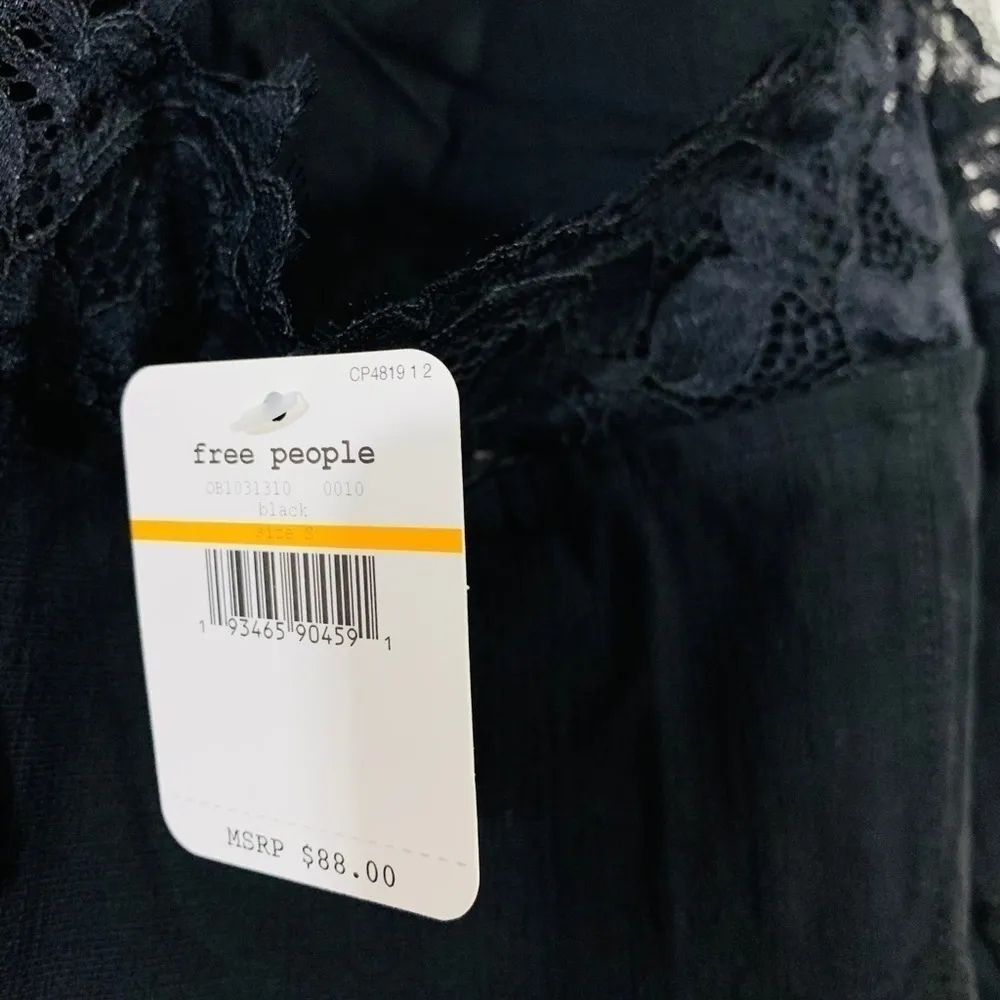 CP4819 1 2
free people
OB1031310 0010
black
size S
1 93465 90459 1
MSRP $88.00